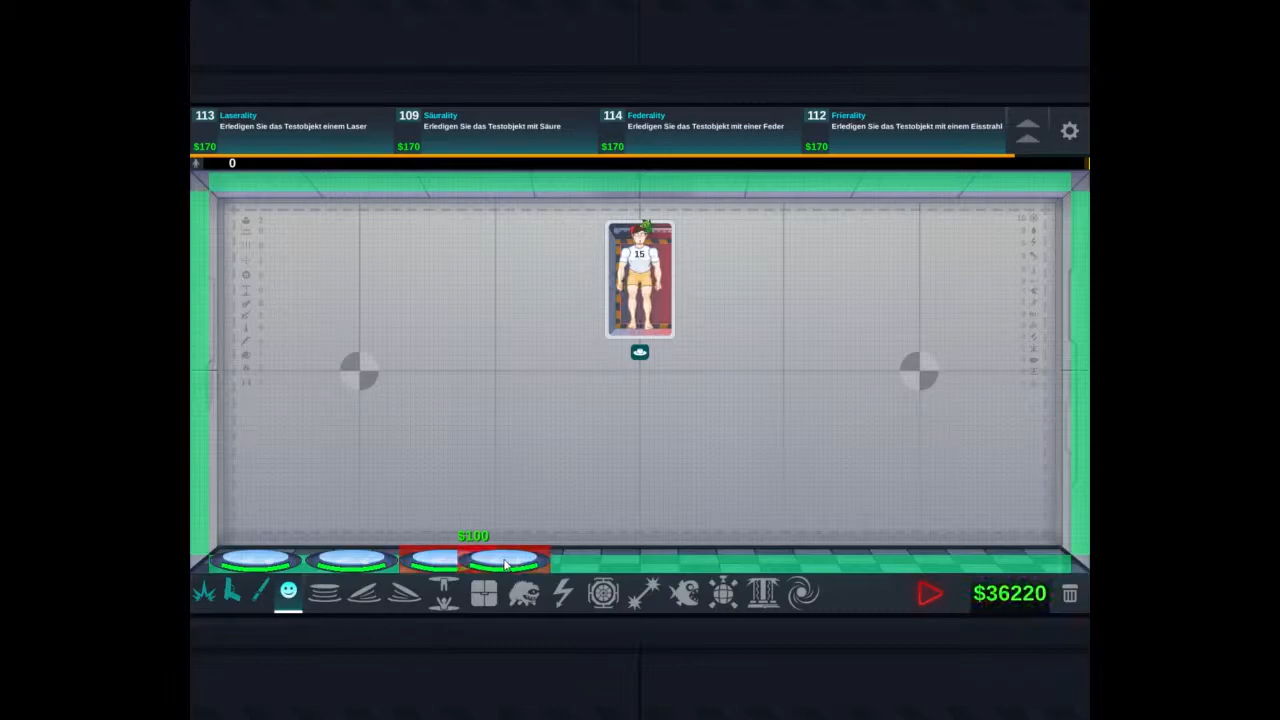 113 Laserality
Erledigen Sie das Testobjekt einem Laser
$170
109 Säurality
Erledigen Sie das Testobjekt mit Säure
$170
114 Federality
Erledigen Sie das Testobjekt mit einer Feder
$170
112 Frierality
Erledigen Sie das Testobjekt mit einem Eisstrahl
$170
0
15
$100
$36220